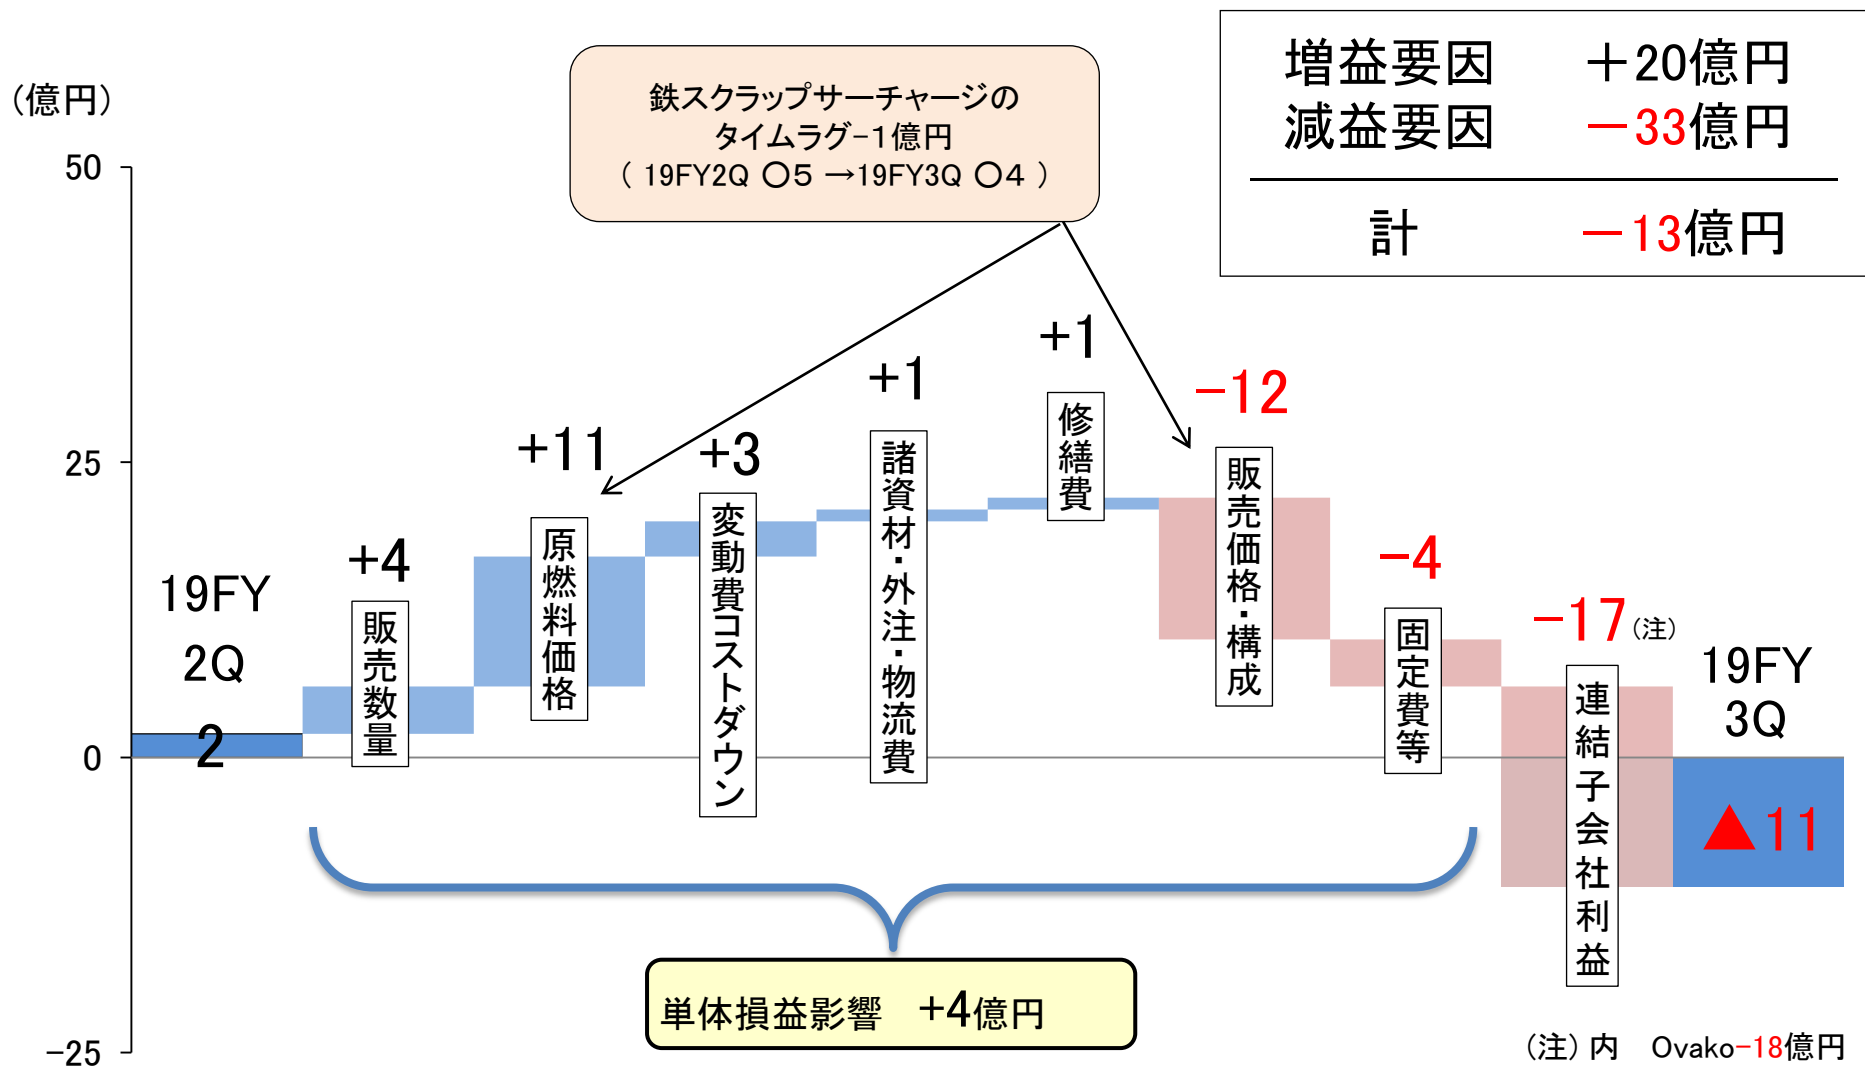 (億円)
50
25
0
-25
鉄スクラップサーチャージの
タイムラグ-1億円
( 19FY2Q ○5 →19FY3Q ○4 )
増益要因 +20億円
減益要因 -33億円
計 -13億円
19FY
2Q
2
+4
販売数量
+11
原燃料価格
+3
変動費コストダウン
+1
諸資材・外注・物流費
+1
修繕費
-12
販売価格・構成
-4
固定費等
-17(注)
連結子会社利益
19FY
3Q
▲11
単体損益影響 +4億円
(注)内 Ovako-18億円